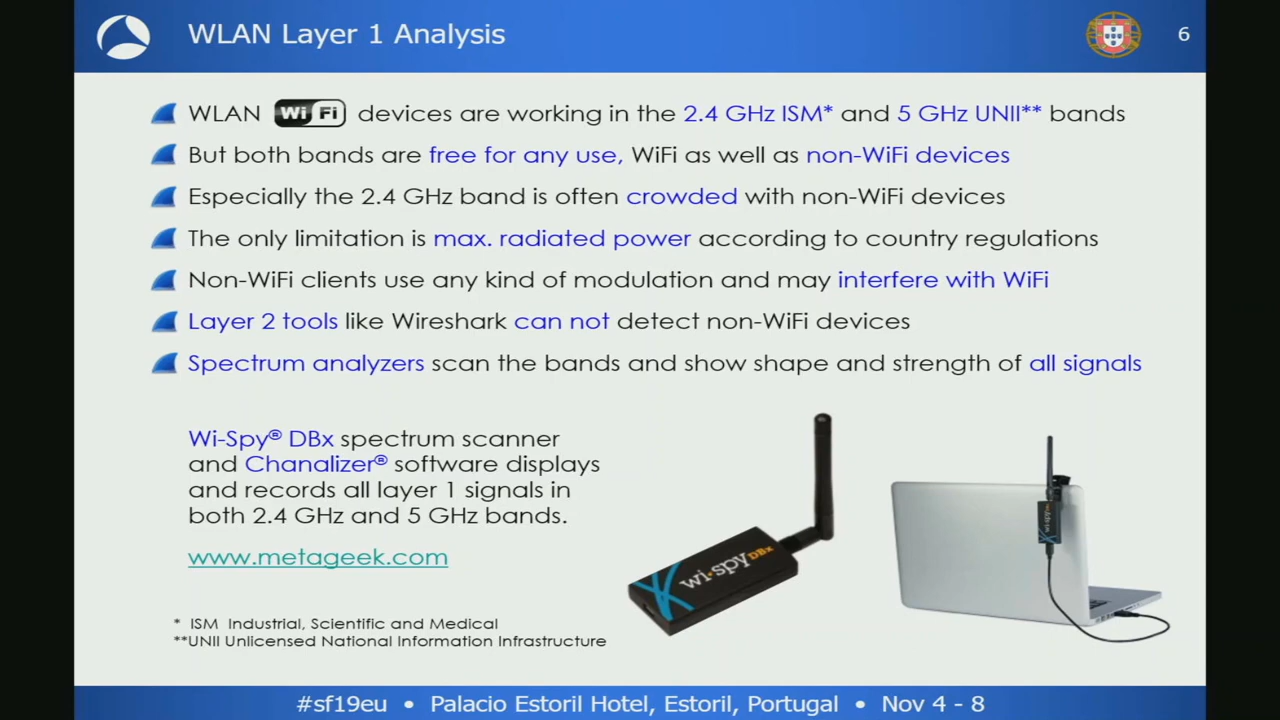 WLAN Layer 1 Analysis
6
WLAN Wi Fi devices are working in the 2.4 GHz ISM* and 5 GHz UNII** bands
But both bands are free for any use, WiFi as well as non-WiFi devices
Especially the 2.4 GHz band is often crowded with non-WiFi devices
The only limitation is max. radiated power according to country regulations
Non-WiFi clients use any kind of modulation and may interfere with WiFi
Layer 2 tools like Wireshark can not detect non-WiFi devices
Spectrum analyzers scan the bands and show shape and strength of all signals
Wi-Spy® DBx spectrum scanner
and Chanalizer® software displays
and records all layer 1 signals in
both 2.4 GHz and 5 GHz bands.
www.metageek.com
wi·spy DBx
wi·spy
* ISM Industrial, Scientific and Medical
**UNII Unlicensed National Information Infrastructure
#sf19eu • Palacio Estoril Hotel, Estoril, Portugal • Nov 4 - 8